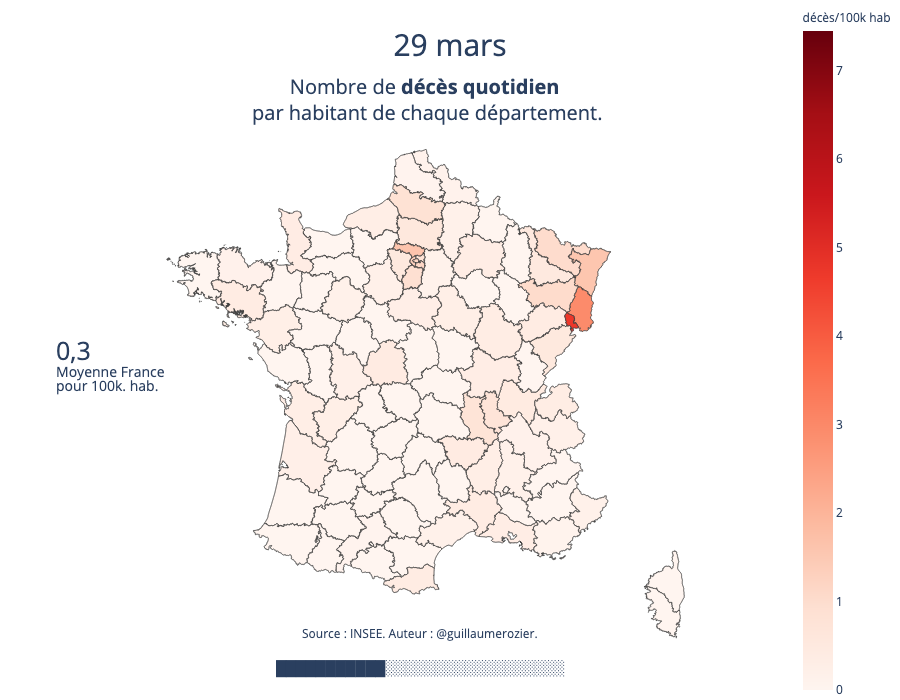 29 mars
Nombre de décès quotidien
par habitant de chaque département.
décès/100k hab
7
6
5
4
3
2
1
0
0,3
Moyenne France
pour 100k. hab.
Source : INSEE. Auteur : @guillaumerozier.